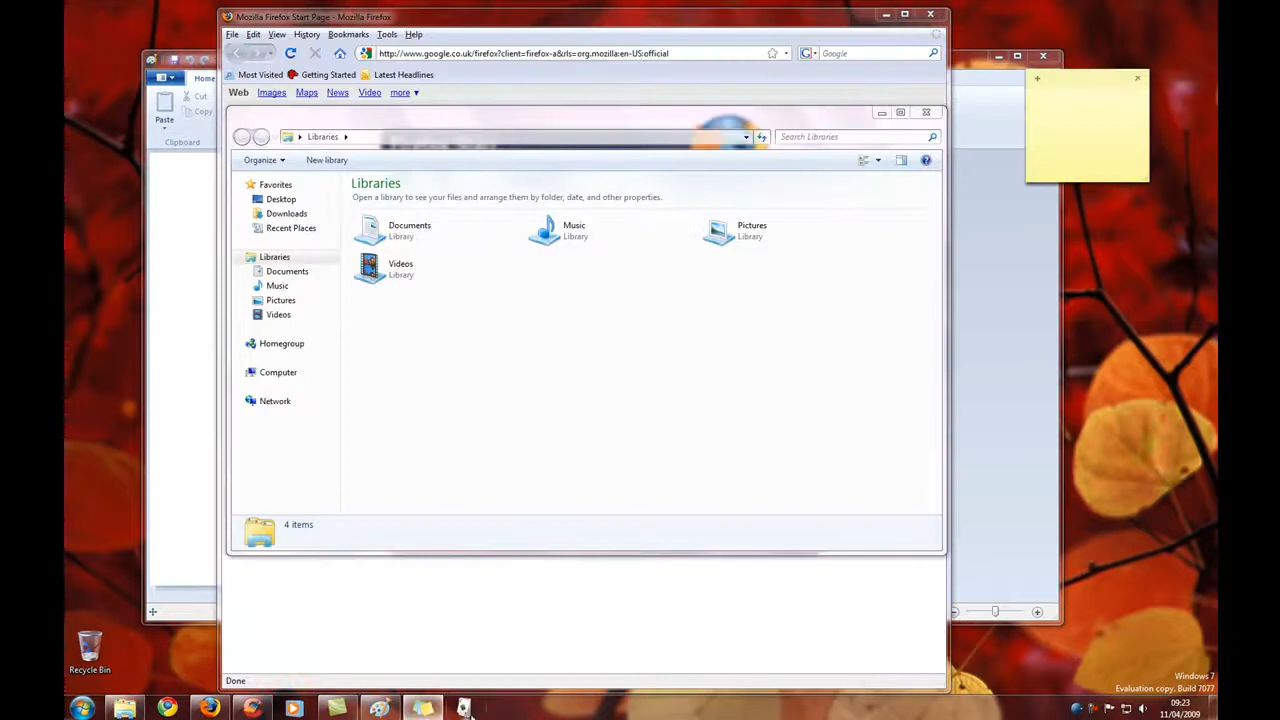 Mozilla Firefox Start Page - Mozilla Firefox
File Edit View History Bookmarks Tools Help
http://www.google.co.uk/firefox?client=firefox-a&rls=org.mozilla:en-US:official
Google
Most Visited Getting Started Latest Headlines
Web Images Maps News Video more ▼
Home
Paste
Cut
Copy
Clipboard
Libraries
Search Libraries
Organize New library
Favorites
Desktop
Downloads
Recent Places
Libraries
Documents
Music
Pictures
Videos
Homegroup
Computer
Network
Libraries
Open a library to see your files and arrange them by folder, date, and other properties.
Documents
Library
Music
Library
Pictures
Library
Videos
Library
4 items
Done
Recycle Bin
Windows 7
Evaluation copy. Build 7077
09:23
11/04/2009